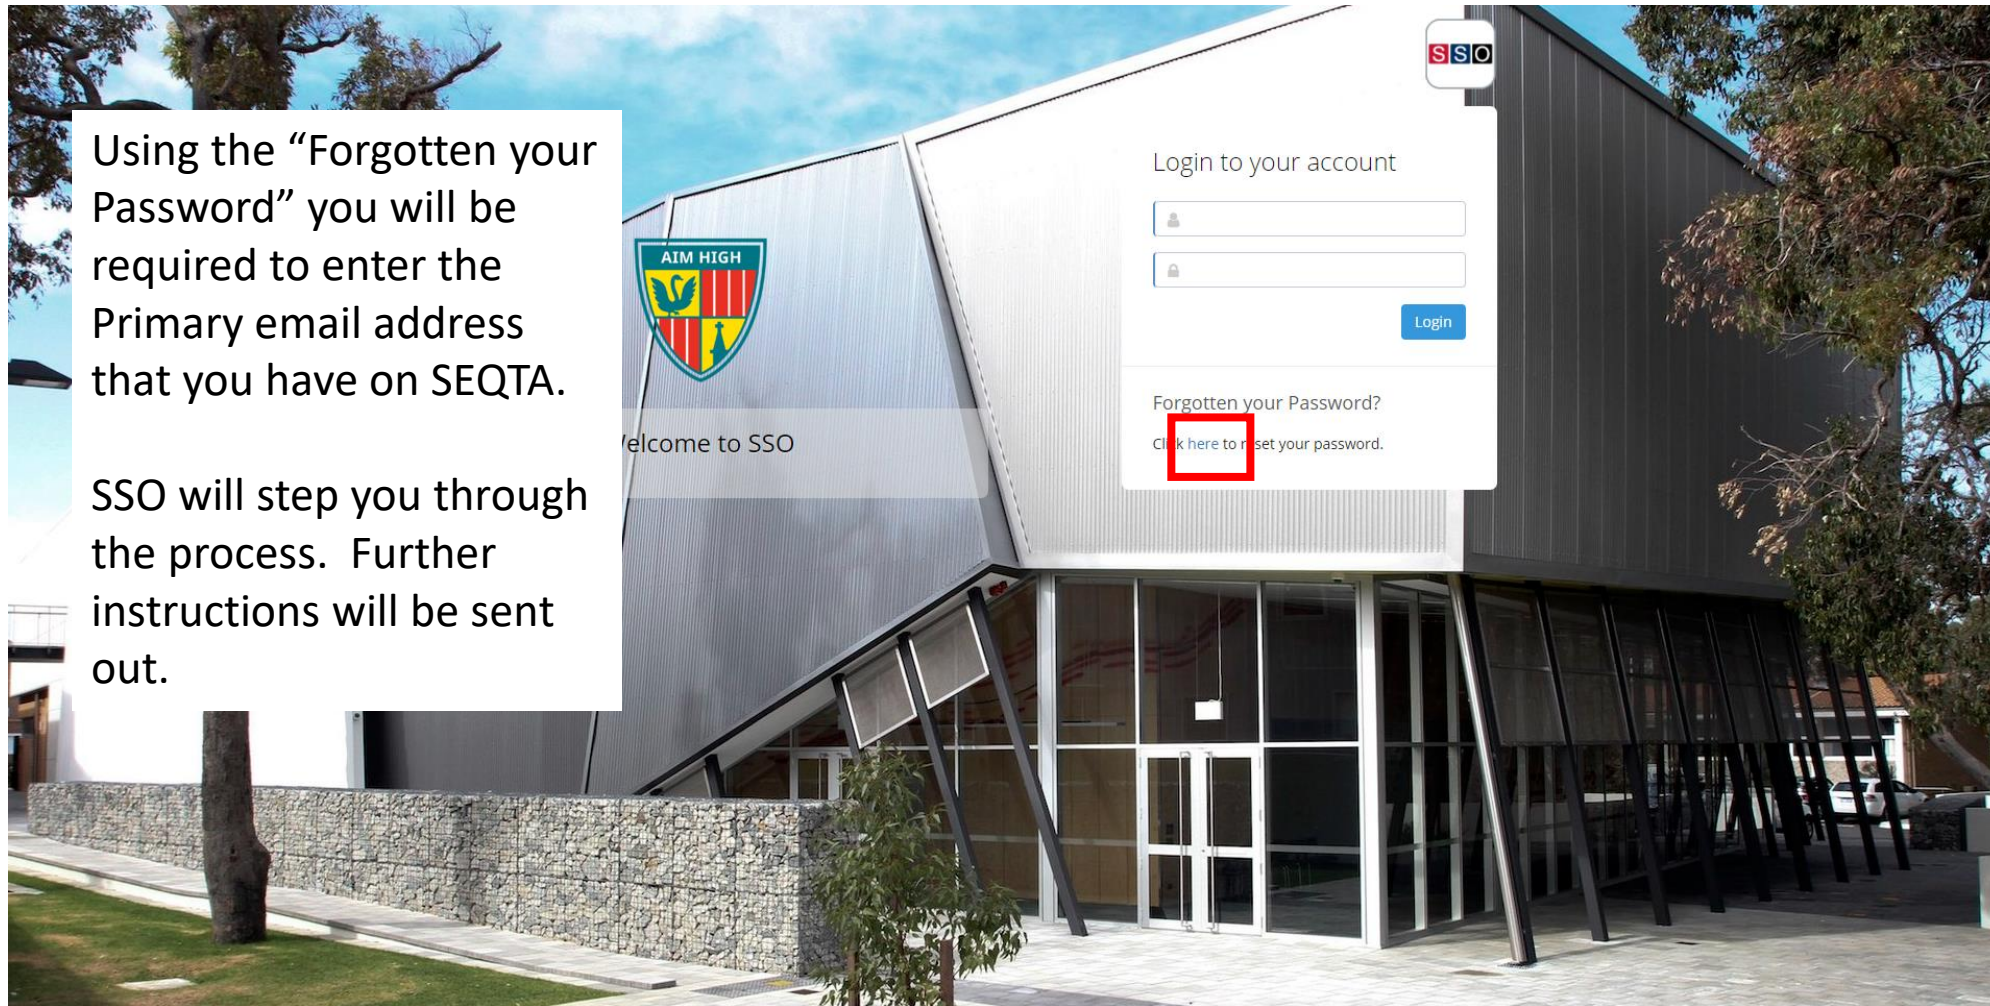 Using the “Forgotten your
Password” you will be
required to enter the
Primary email address
that you have on SEQTA.
SSO will step you through
the process.  Further
instructions will be sent
out.
AIM HIGH
elcome to SSO
SSO
Login to your account
Login
Forgotten your Password?
Click here to reset your password.